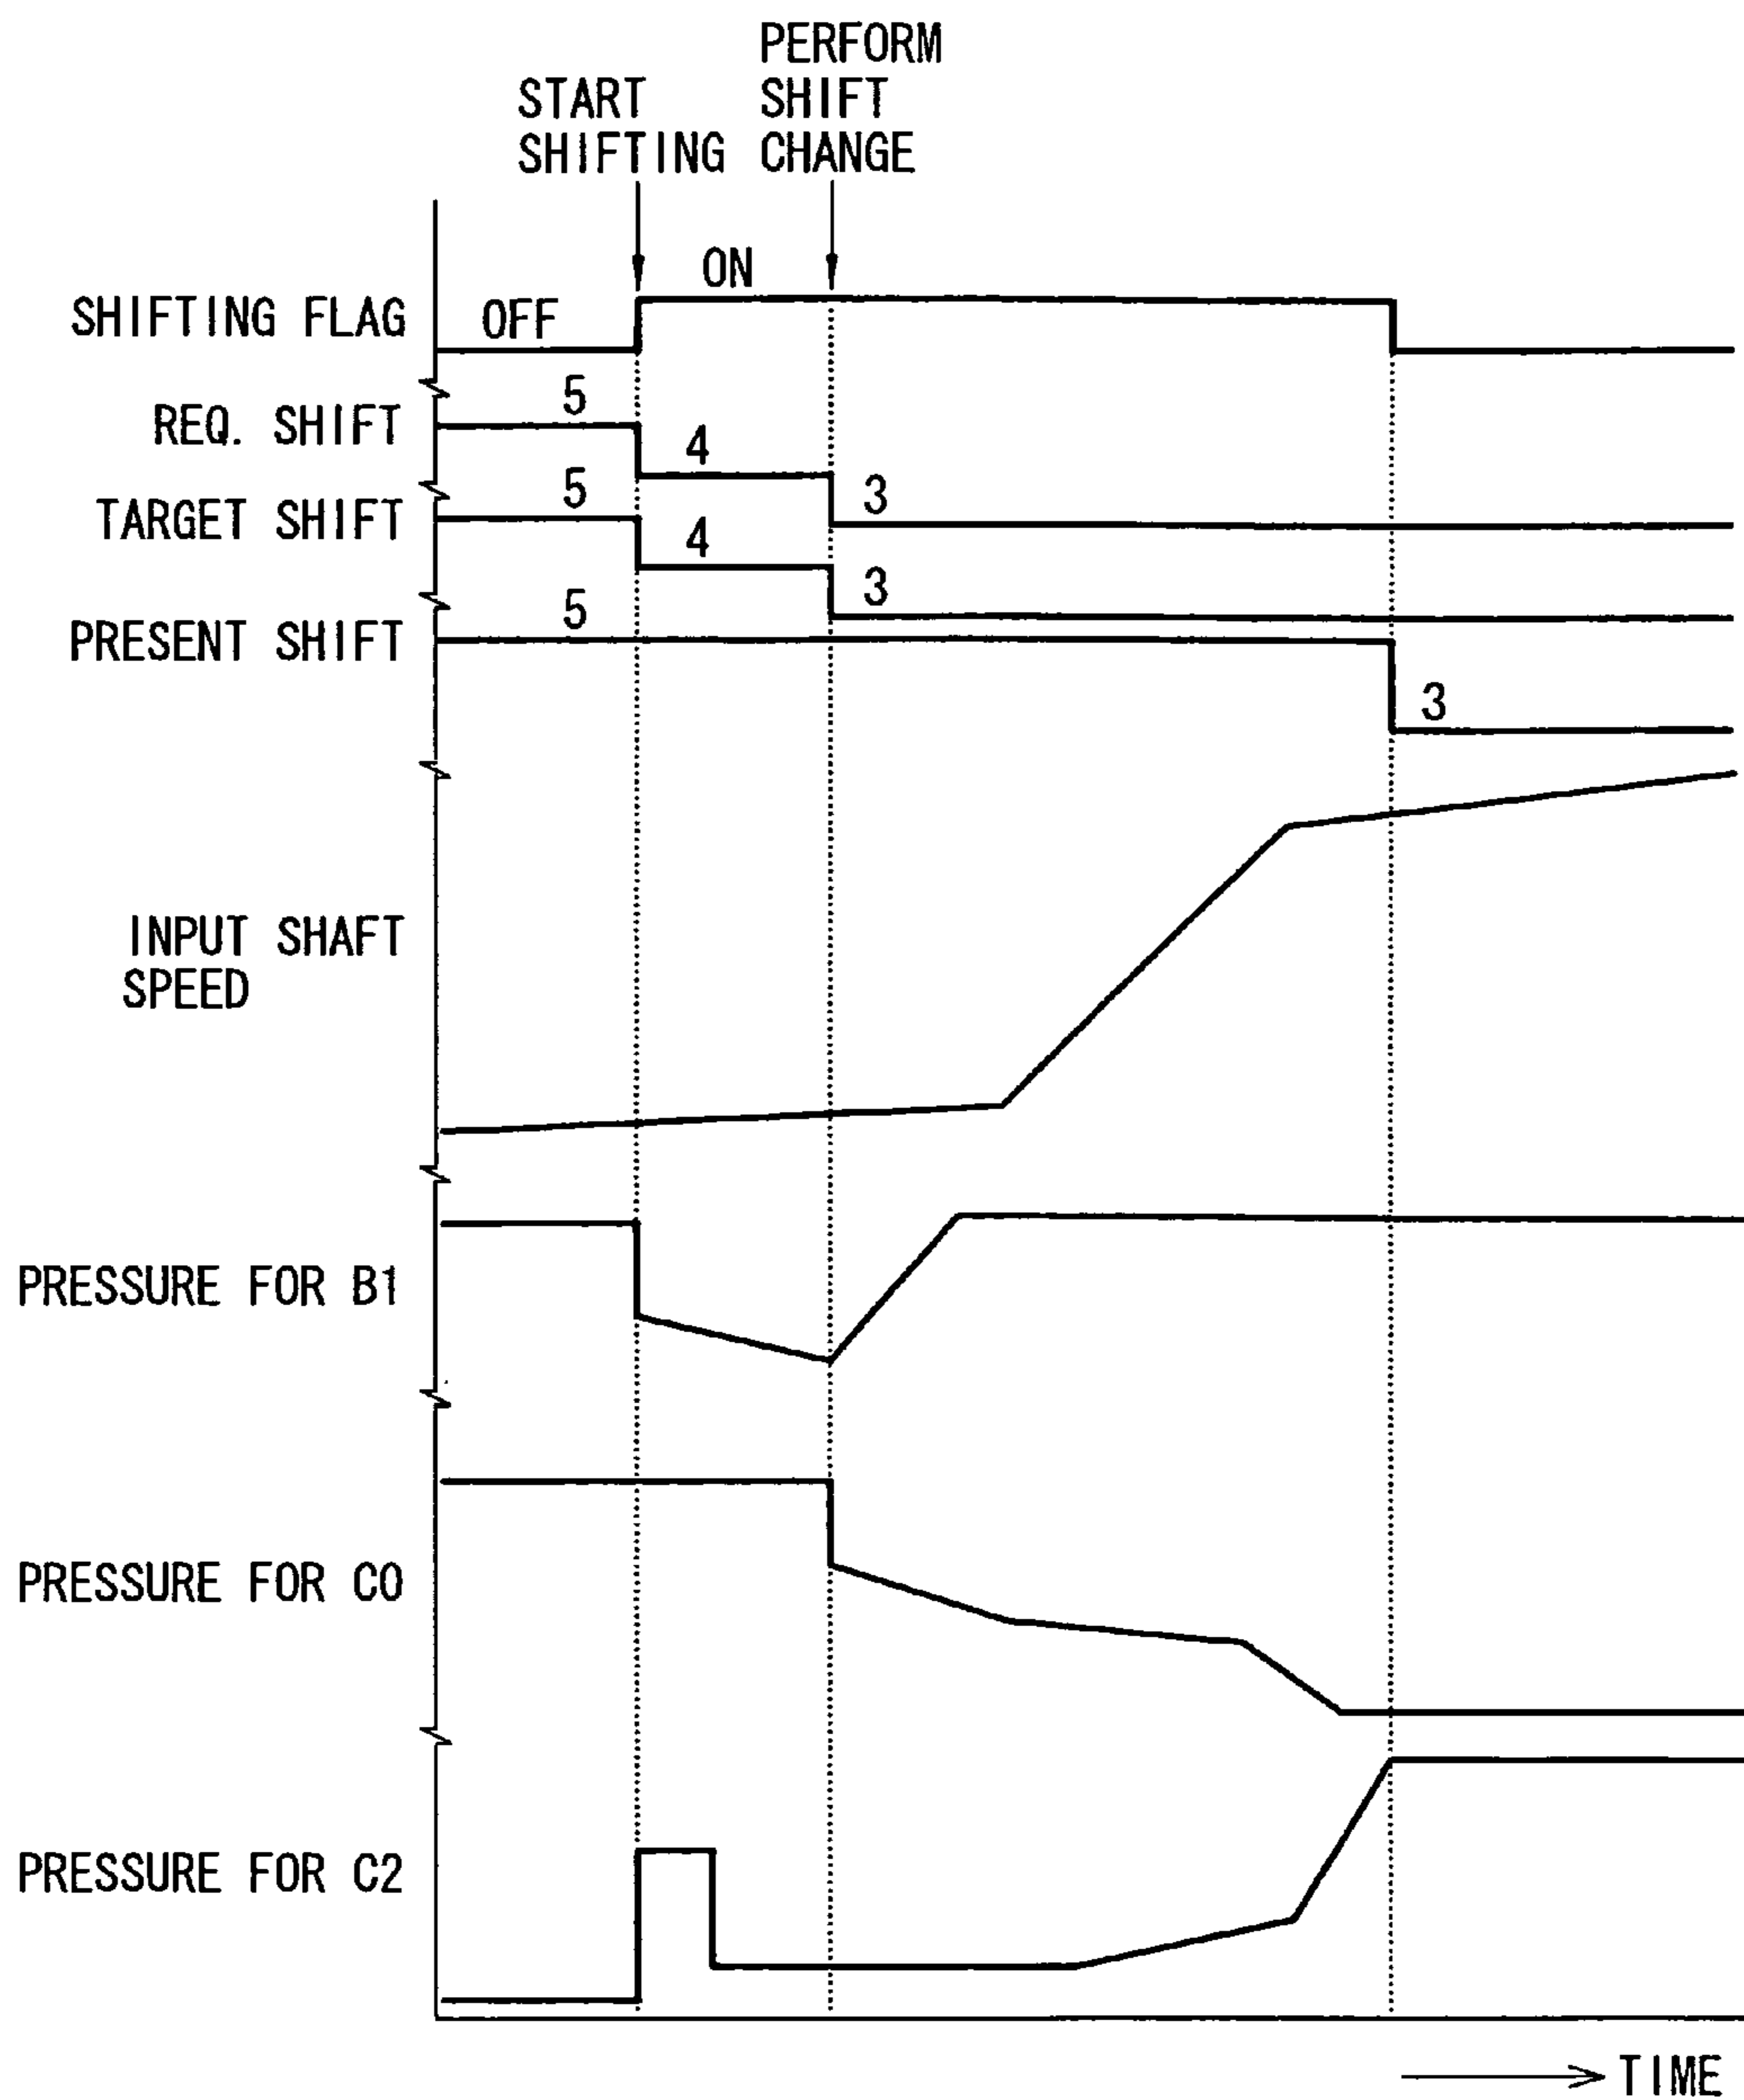 PERFORM
SHIFT
CHANGE
START
SHIFTING
ON
SHIFTING FLAG
OFF
5
REQ. SHIFT
4
3
5
TARGET SHIFT
4
3
5
PRESENT SHIFT
3
INPUT SHAFT
SPEED
PRESSURE FOR B1
PRESSURE FOR C0
PRESSURE FOR C2
TIME